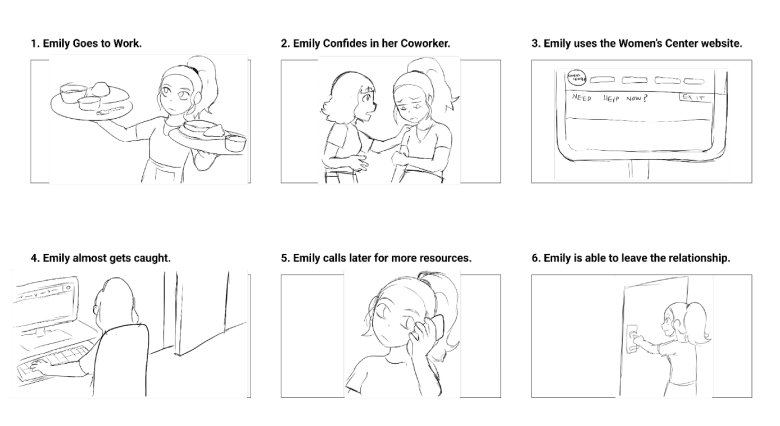 1. Emily Goes to Work.
2. Emily Confides in her Coworker.
3. Emily uses the Women's Center website.
NEED HELP NOW?
EXIT
4. Emily almost gets caught.
5. Emily calls later for more resources.
6. Emily is able to leave the relationship.